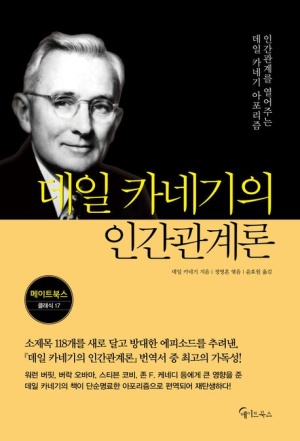 인간관계를 열어주는
데일 카네기 아포리즘
데일 카네기의
인간관계론
데일 카네기 지음 | 정영훈 엮음 | 윤효원 옮김
메이트북스
클래식 17
소제목 118개를 새로 달고 방대한 에피소드를 추려낸,
『데일 카네기의 인간관계론』 번역서 중 최고의 가독성!
워런 버핏, 버락 오바마, 스티븐 코비, 존 F. 케네디 등에게 큰 영향을 준
데일 카네기의 책이 단순명료한 아포리즘으로 편역되어 재탄생하다!
메이트북스